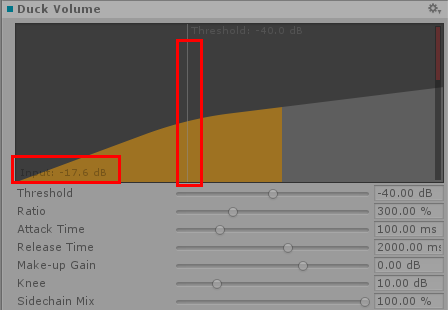 Duck Volume
Threshold: -40.0 dB
Input: -17.6 dB
Threshold -40.00 dB
Ratio 300.00 %
Attack Time 100.00 ms
Release Time 2000.00 ms
Make-up Gain 0.00 dB
Knee 10.00 dB
Sidechain Mix 100.00 %